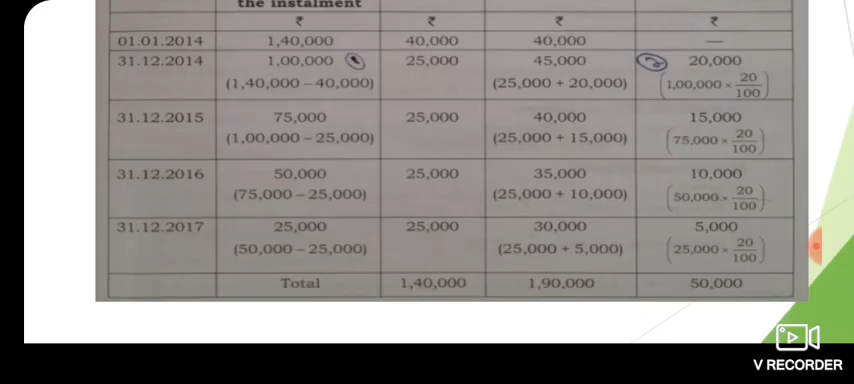 the instalment
₹ ₹ ₹ ₹
01.01.2014 1,40,000 40,000 40,000 —
31.12.2014 1,00,000 1 25,000 45,000 2 20,000
(1,40,000 – 40,000) (25,000 + 20,000) (1,00,000 × 20/100)
31.12.2015 75,000 25,000 40,000 15,000
(1,00,000 – 25,000) (25,000 + 15,000) (75,000 × 20/100)
31.12.2016 50,000 25,000 35,000 10,000
(75,000 – 25,000) (25,000 + 10,000) (50,000 × 20/100)
31.12.2017 25,000 25,000 30,000 5,000
(50,000 – 25,000) (25,000 + 5,000) (25,000 × 20/100)
Total 1,40,000 1,90,000 50,000
V RECORDER